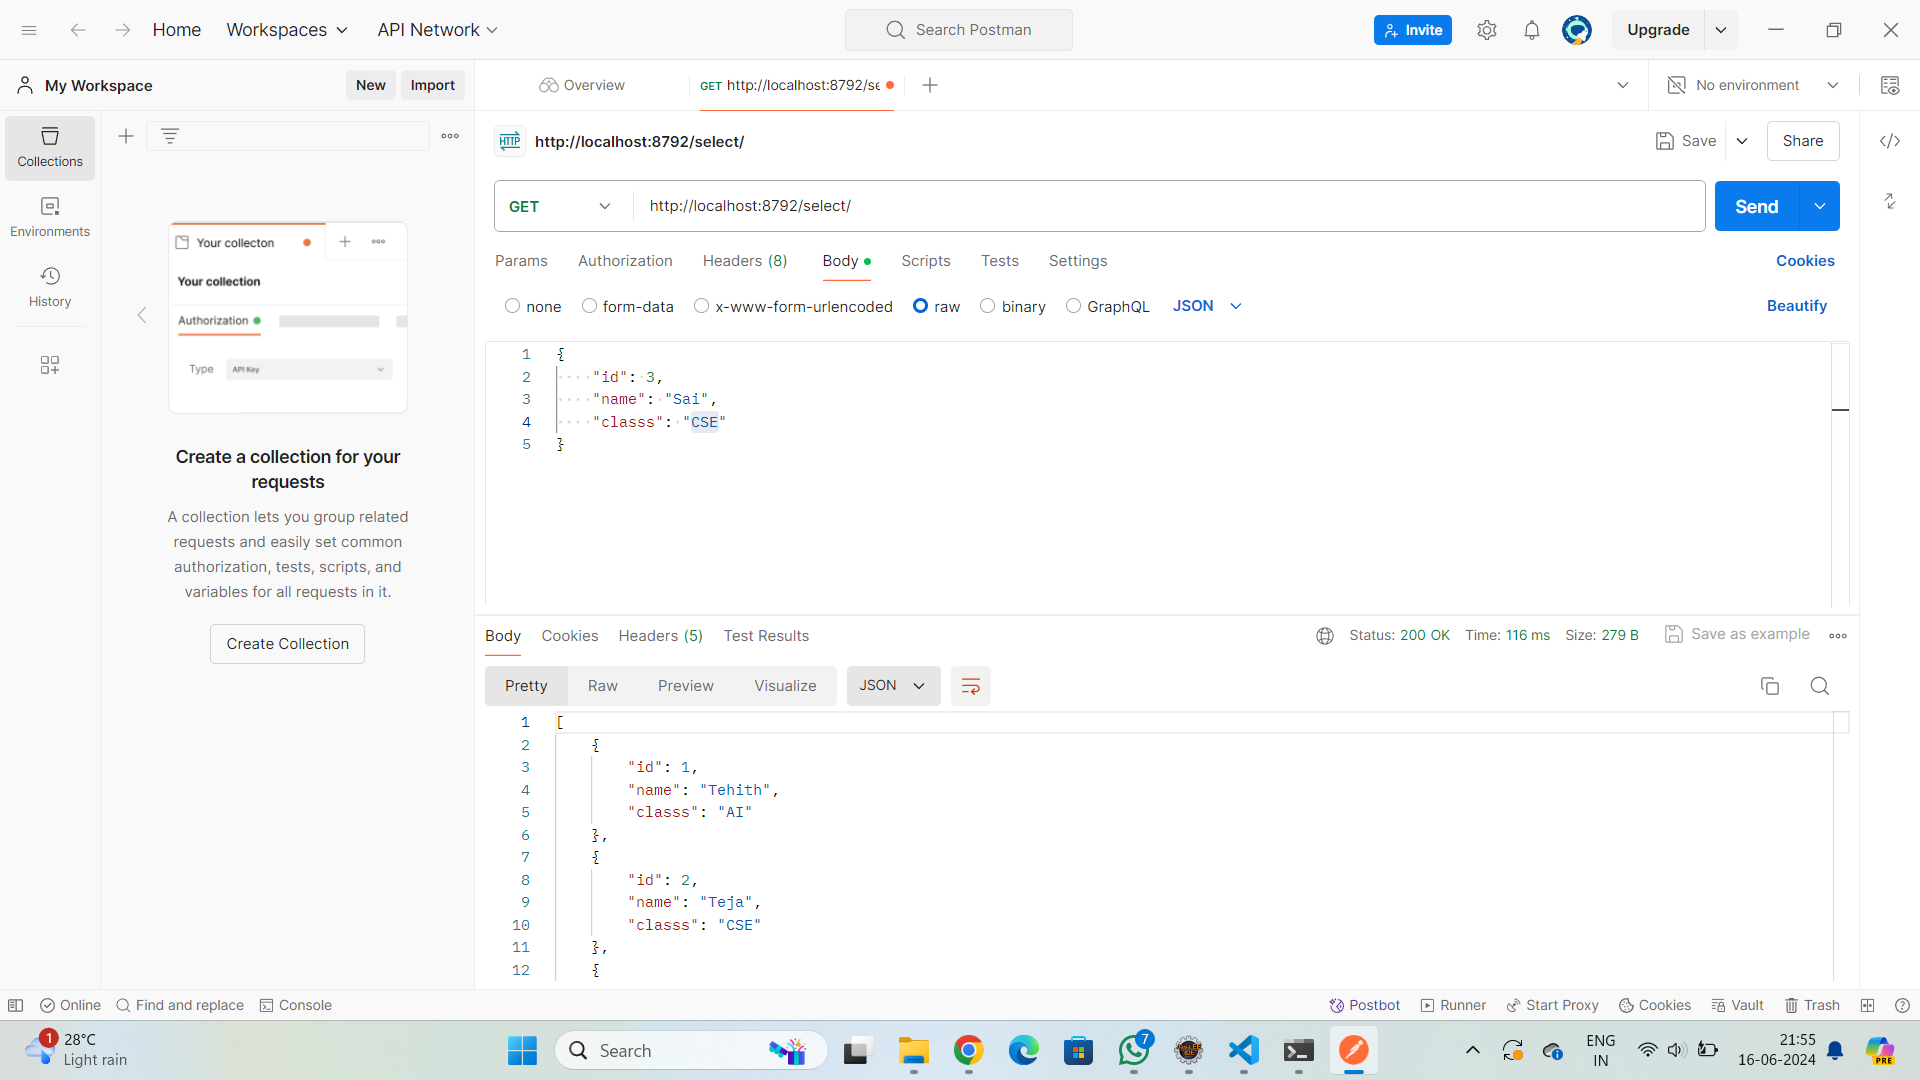 Home
Workspaces
API Network
Search Postman
Invite
Upgrade
My Workspace
New
Import
Overview
GET http://localhost:8792/se
No environment
Collections
Environments
History
HTTP
http://localhost:8792/select/
Save
Share
GET
http://localhost:8792/select/
Send
Params
Authorization
Headers (8)
Body
Scripts
Tests
Settings
Cookies
none
form-data
x-www-form-urlencoded
raw
binary
GraphQL
JSON
Beautify
1 {
2 "id": 3,
3 "name": "Sai",
4 "classs": "CSE"
5 }
Your collecton
Your collection
Authorization
Type
API Key
Create a collection for your
requests
A collection lets you group related
requests and easily set common
authorization, tests, scripts, and
variables for all requests in it.
Create Collection
Body
Cookies
Headers (5)
Test Results
Status: 200 OK
Time: 116 ms
Size: 279 B
Save as example
Pretty
Raw
Preview
Visualize
JSON
1 [
2 {
3 "id": 1,
4 "name": "Tehith",
5 "classs": "AI"
6 },
7 {
8 "id": 2,
9 "name": "Teja",
10 "classs": "CSE"
11 },
12 {
Online
Find and replace
Console
Postbot
Runner
Start Proxy
Cookies
Vault
Trash
1
28°C
Light rain
Search
7
ENG
IN
21:55
16-06-2024
PRE